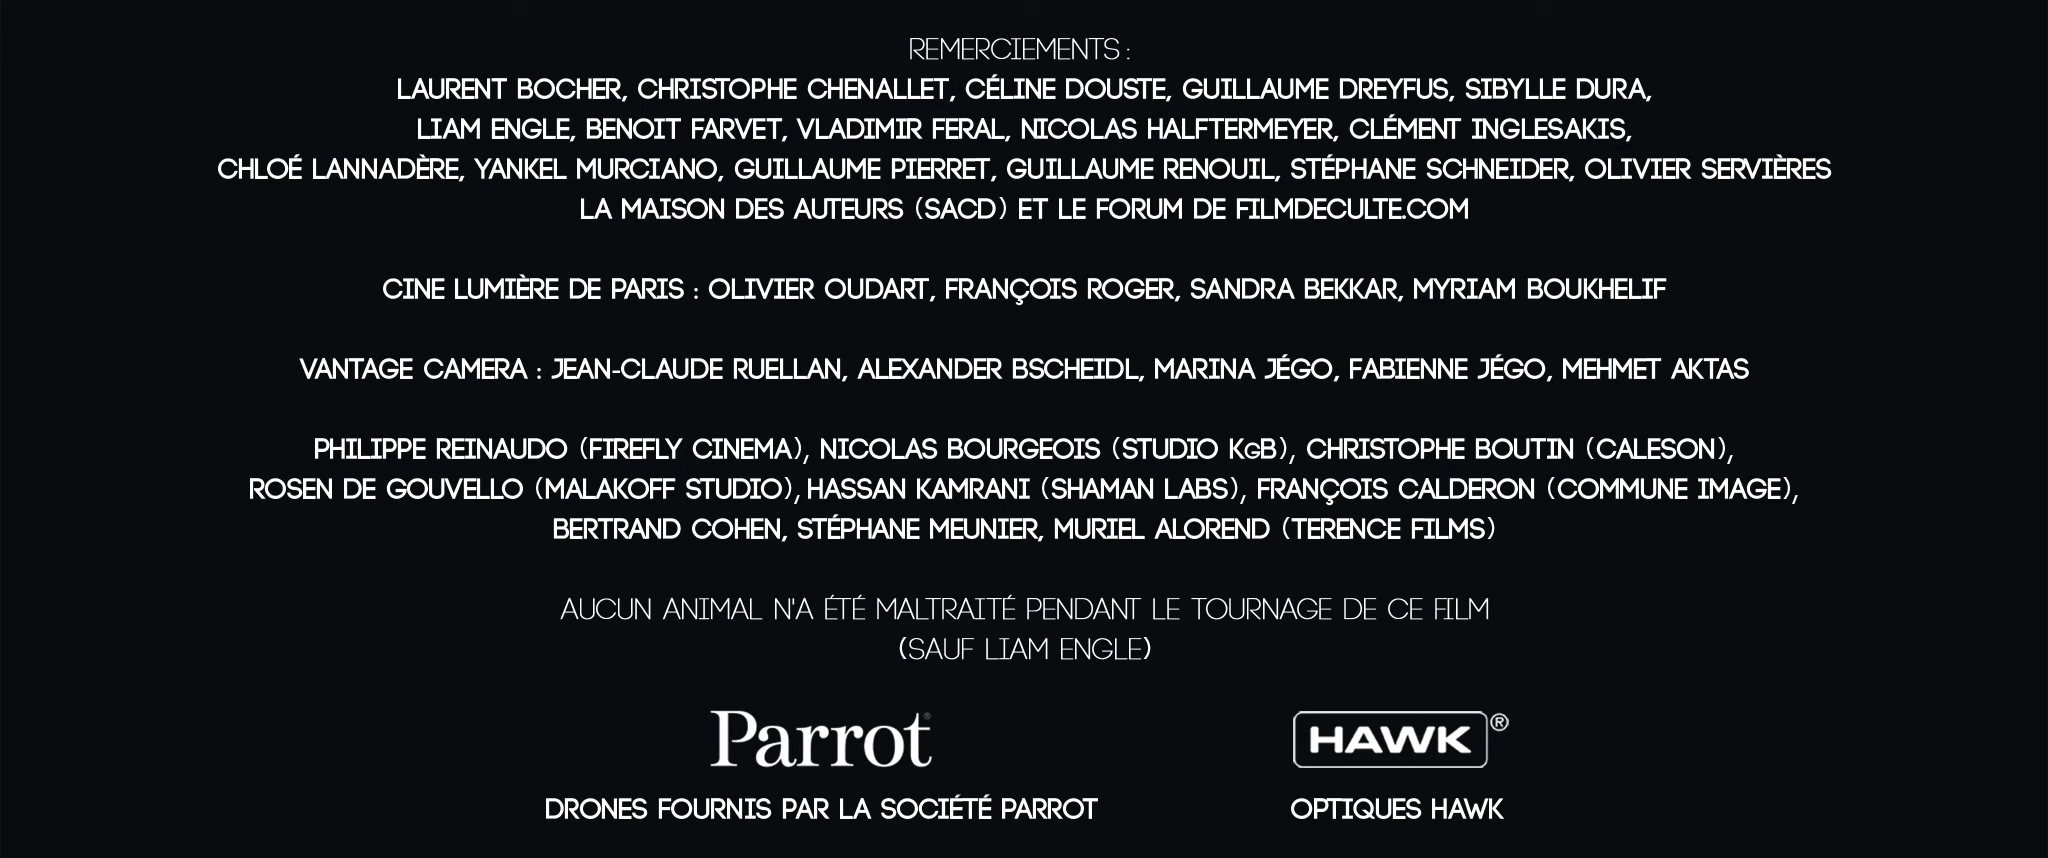 REMERCIEMENTS :
LAURENT BOCHER, CHRISTOPHE CHENALLET, CÉLINE DOUSTE, GUILLAUME DREYFUS, SIBYLLE DURA,
LIAM ENGLE, BENOIT FARVET, VLADIMIR FERAL, NICOLAS HALFTERMEYER, CLÉMENT INGLESAKIS,
CHLOÉ LANNADÈRE, YANKEL MURCIANO, GUILLAUME PIERRET, GUILLAUME RENOUIL, STÉPHANE SCHNEIDER, OLIVIER SERVIÈRES
LA MAISON DES AUTEURS (SACD) ET LE FORUM DE FILMDECULTE.COM
CINE LUMIÈRE DE PARIS : OLIVIER OUDART, FRANÇOIS ROGER, SANDRA BEKKAR, MYRIAM BOUKHELIF
VANTAGE CAMERA : JEAN-CLAUDE RUELLAN, ALEXANDER BSCHEIDL, MARINA JÉGO, FABIENNE JÉGO, MEHMET AKTAS
PHILIPPE REINAUDO (FIREFLY CINEMA), NICOLAS BOURGEOIS (STUDIO KGB), CHRISTOPHE BOUTIN (CALESON),
ROSEN DE GOUVELLO (MALAKOFF STUDIO), HASSAN KAMRANI (SHAMAN LABS), FRANÇOIS CALDERON (COMMUNE IMAGE),
BERTRAND COHEN, STÉPHANE MEUNIER, MURIEL ALOREND (TERENCE FILMS)
AUCUN ANIMAL N'A ÉTÉ MALTRAITÉ PENDANT LE TOURNAGE DE CE FILM
(SAUF LIAM ENGLE)
Parrot®
HAWK®
DRONES FOURNIS PAR LA SOCIÉTÉ PARROT
OPTIQUES HAWK